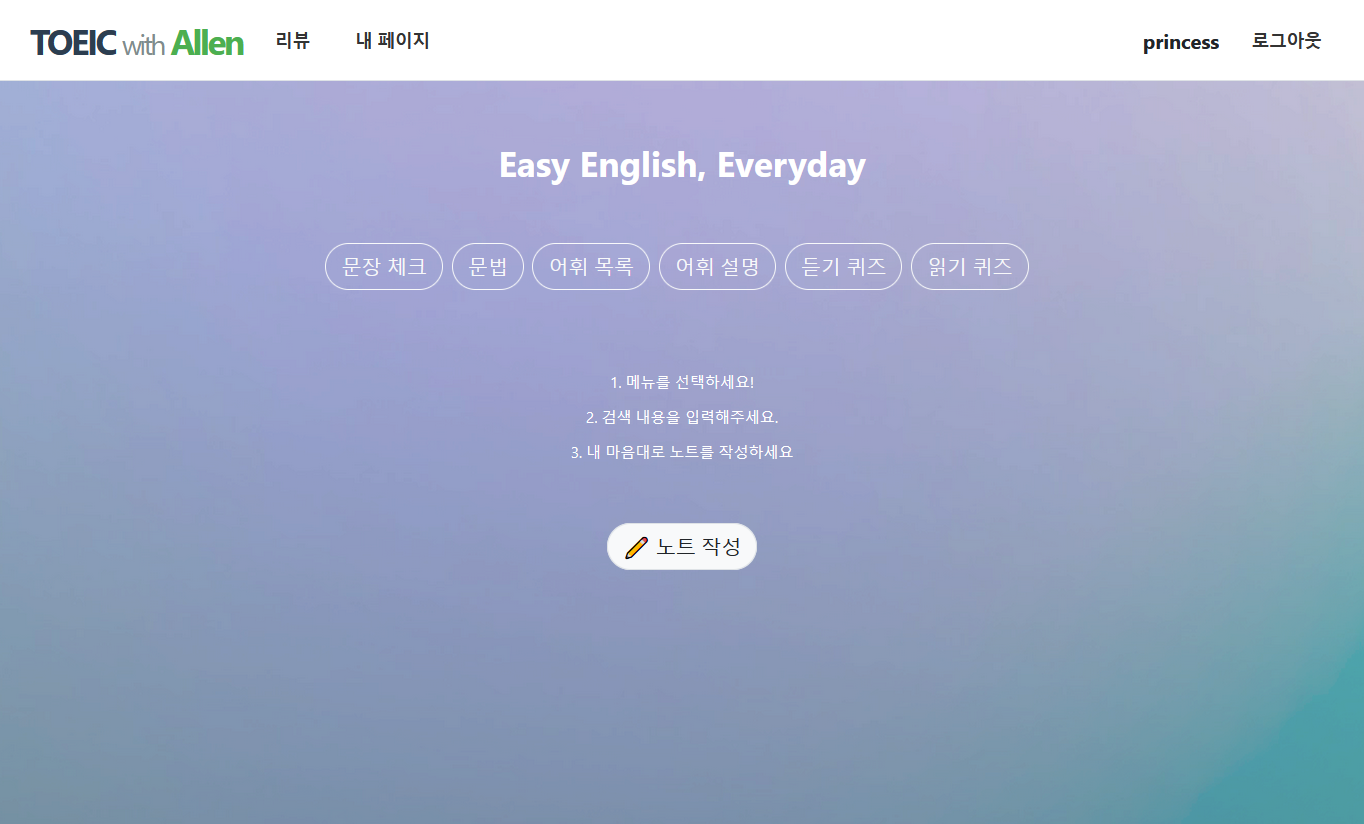 TOEIC with Allen 리뷰 내 페이지 princess 로그아웃
Easy English, Everyday
문장 체크 문법 어휘 목록 어휘 설명 듣기 퀴즈 읽기 퀴즈
1. 메뉴를 선택하세요!
2. 검색 내용을 입력해주세요.
3. 내 마음대로 노트를 작성하세요
✏️ 노트 작성